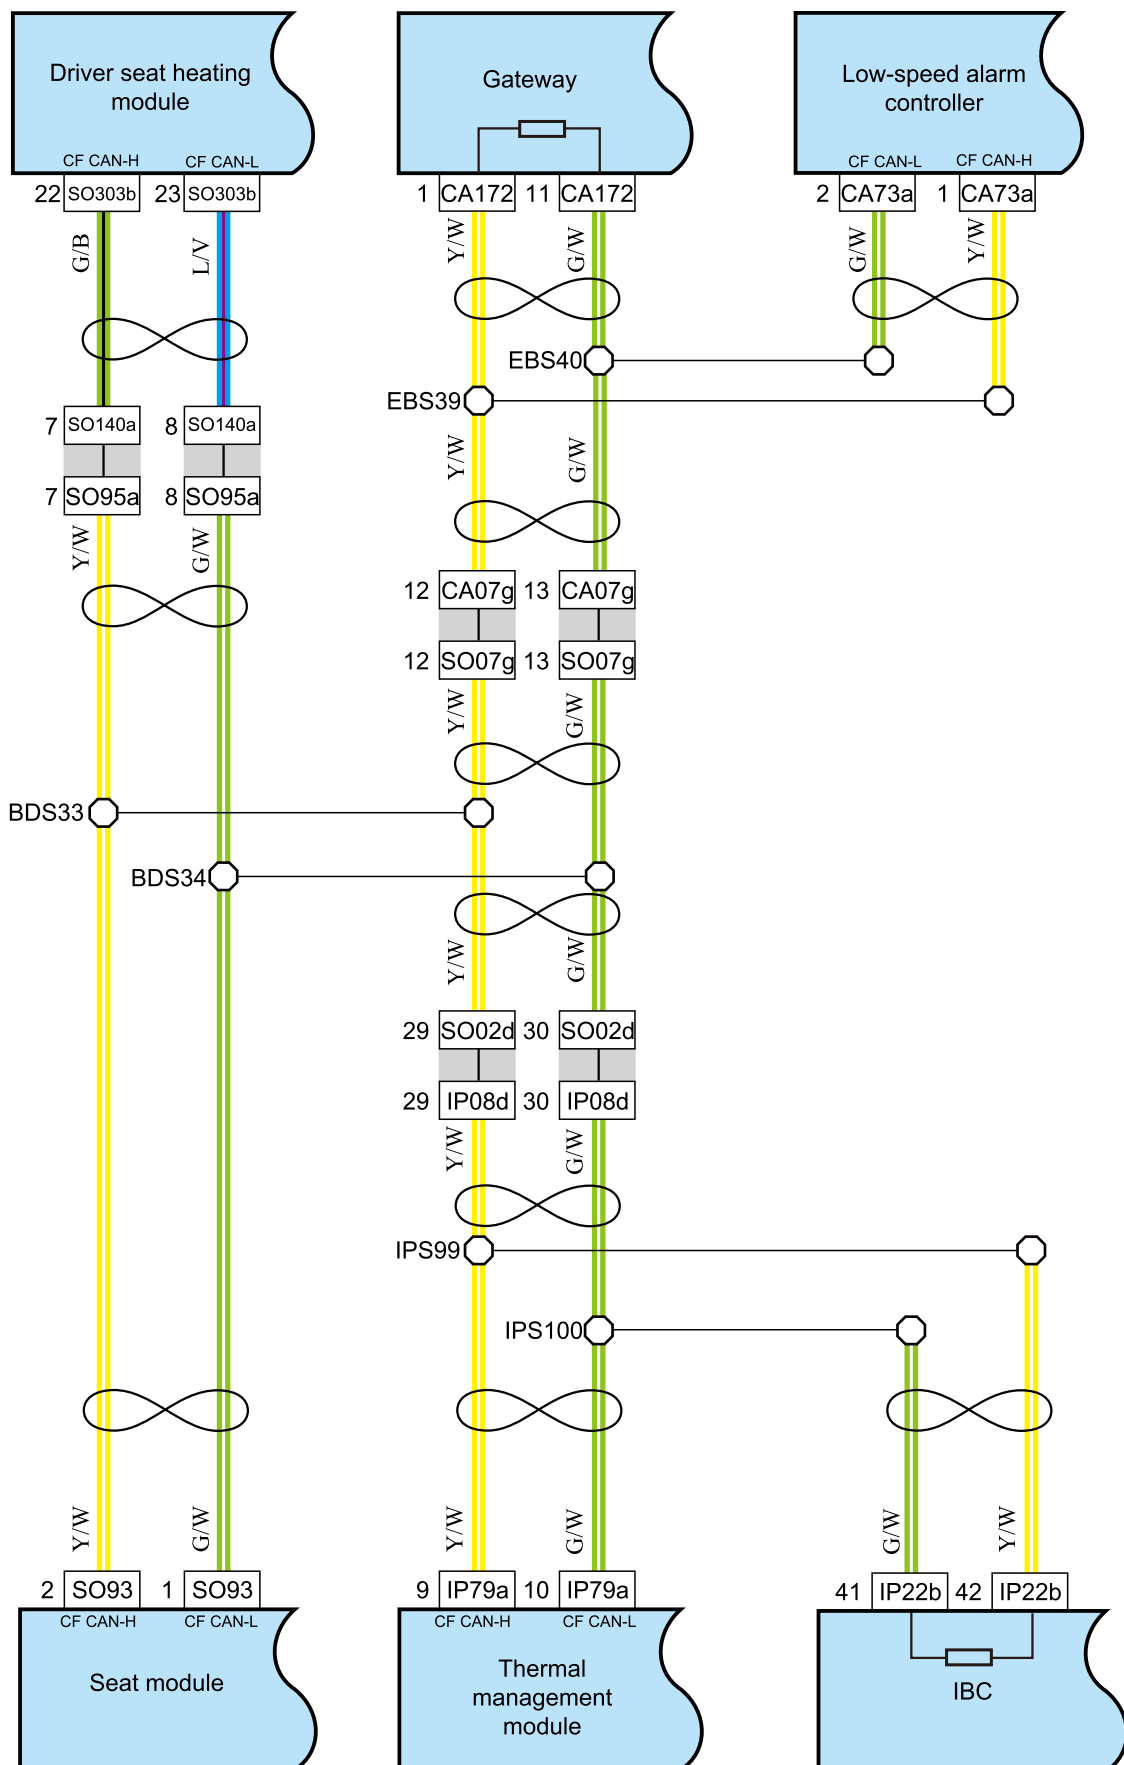 Driver seat heating
module
Gateway
Low-speed alarm
controller
CF CAN-H
CF CAN-L
CF CAN-L
CF CAN-H
22 SO303b 23 SO303b
1 CA172 11 CA172
2 CA73a 1 CA73a
G/B
L/V
Y/W
G/W
G/W
Y/W
EBS40
EBS39
7 SO140a 8 SO140a
Y/W
G/W
7 SO95a 8 SO95a
Y/W
G/W
12 CA07g 13 CA07g
12 SO07g 13 SO07g
Y/W
G/W
BDS33
BDS34
Y/W
G/W
29 SO02d 30 SO02d
29 IP08d 30 IP08d
Y/W
G/W
IPS99
IPS100
Y/W
G/W
Y/W
G/W
G/W
Y/W
2 SO93 1 SO93
9 IP79a 10 IP79a
41 IP22b 42 IP22b
CF CAN-H
CF CAN-L
CF CAN-H
CF CAN-L
Seat module
Thermal
management
module
IBC